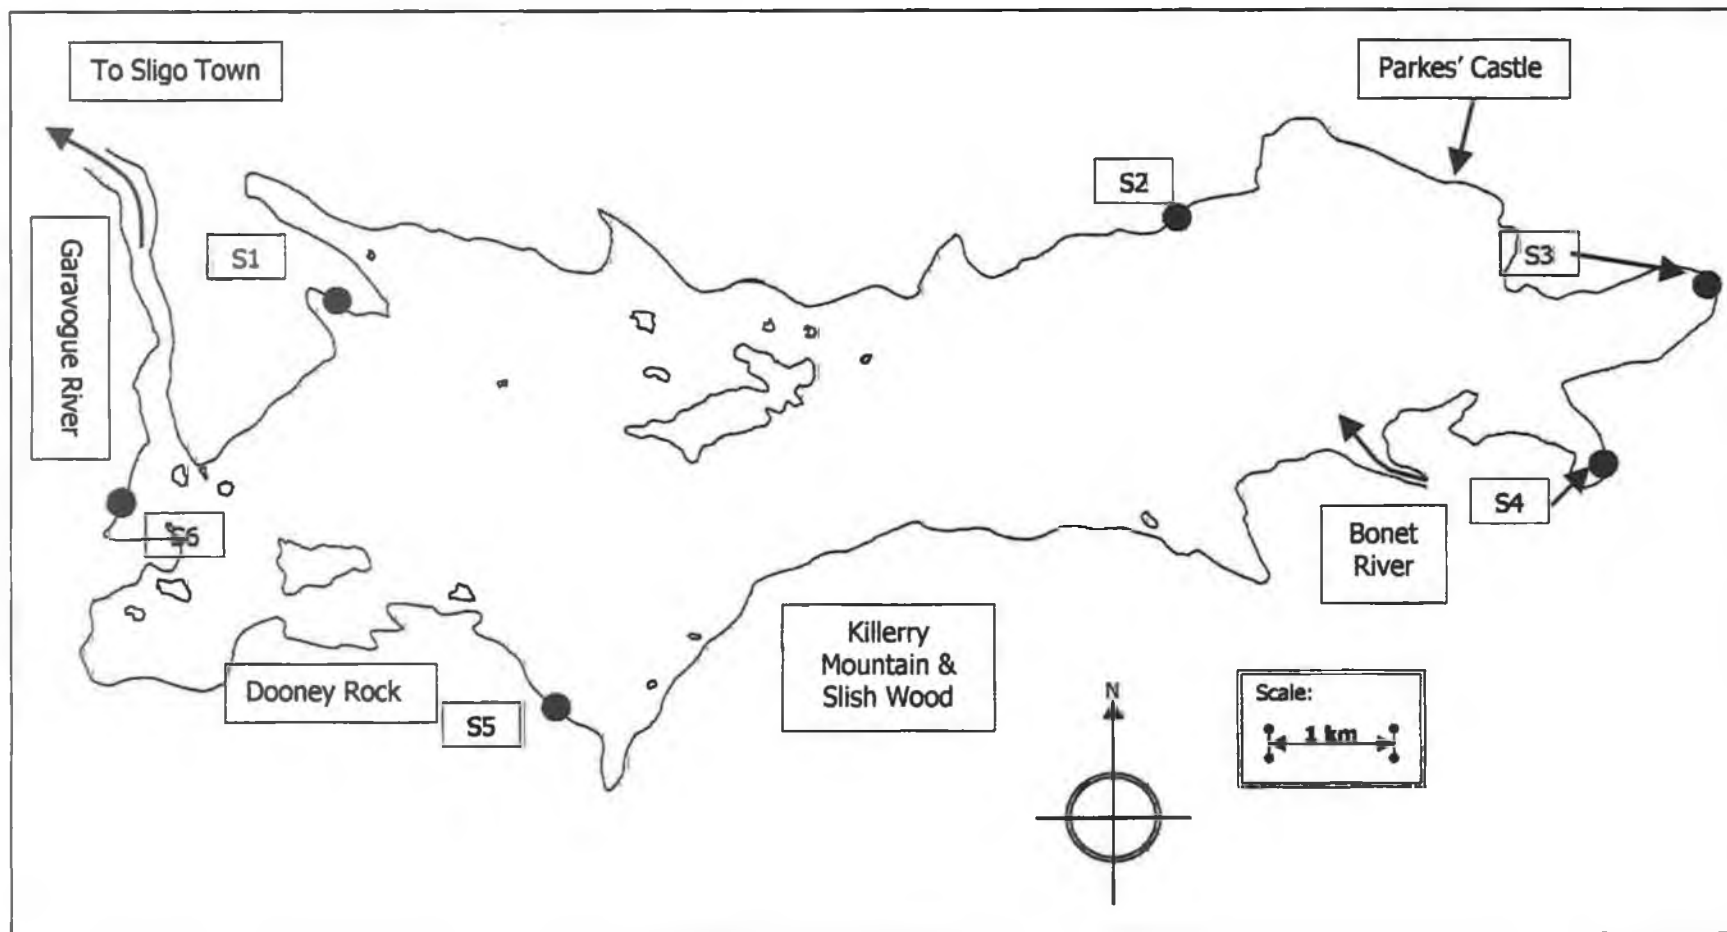 To Sligo Town
Parkes' Castle
S2
S1
S3
Garavogue River
S4
S6
Bonet
River
Killerry
Mountain &
Slish Wood
Dooney Rock
S5
N
Scale:
1 km